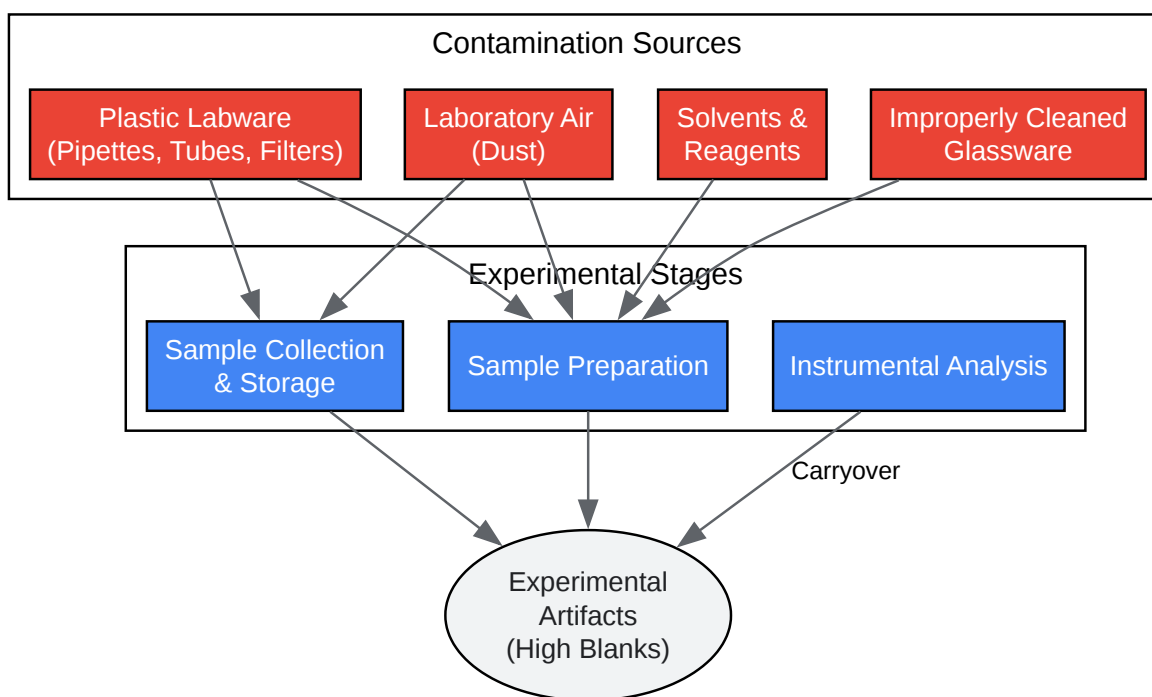 Contamination Sources
Plastic Labware
(Pipettes, Tubes, Filters)
Laboratory Air
(Dust)
Solvents &
Reagents
Improperly Cleaned
Glassware
Experimental Stages
Sample Collection
& Storage
Sample Preparation
Instrumental Analysis
Carryover
Experimental
Artifacts
(High Blanks)